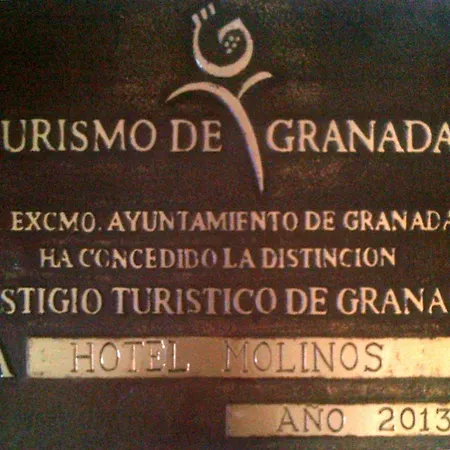 URISMO DE GRANADA
EXCMO. AYUNTAMIENTO DE GRANADA
HA CONCEDIDO LA DISTINCION
STIGIO TURISTICO DE GRANA
A HOTEL MOLINOS
AÑO 2013